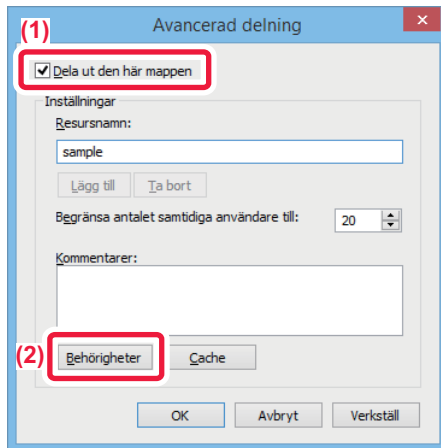 Avancerad delning
(1)
Dela ut den här mappen
Inställningar
Resursnamn:
sample
Lägg till Ta bort
Begränsa antalet samtidiga användare till: 20
Kommentarer:
(2) Behörigheter Cache
OK Avbryt Verkställ